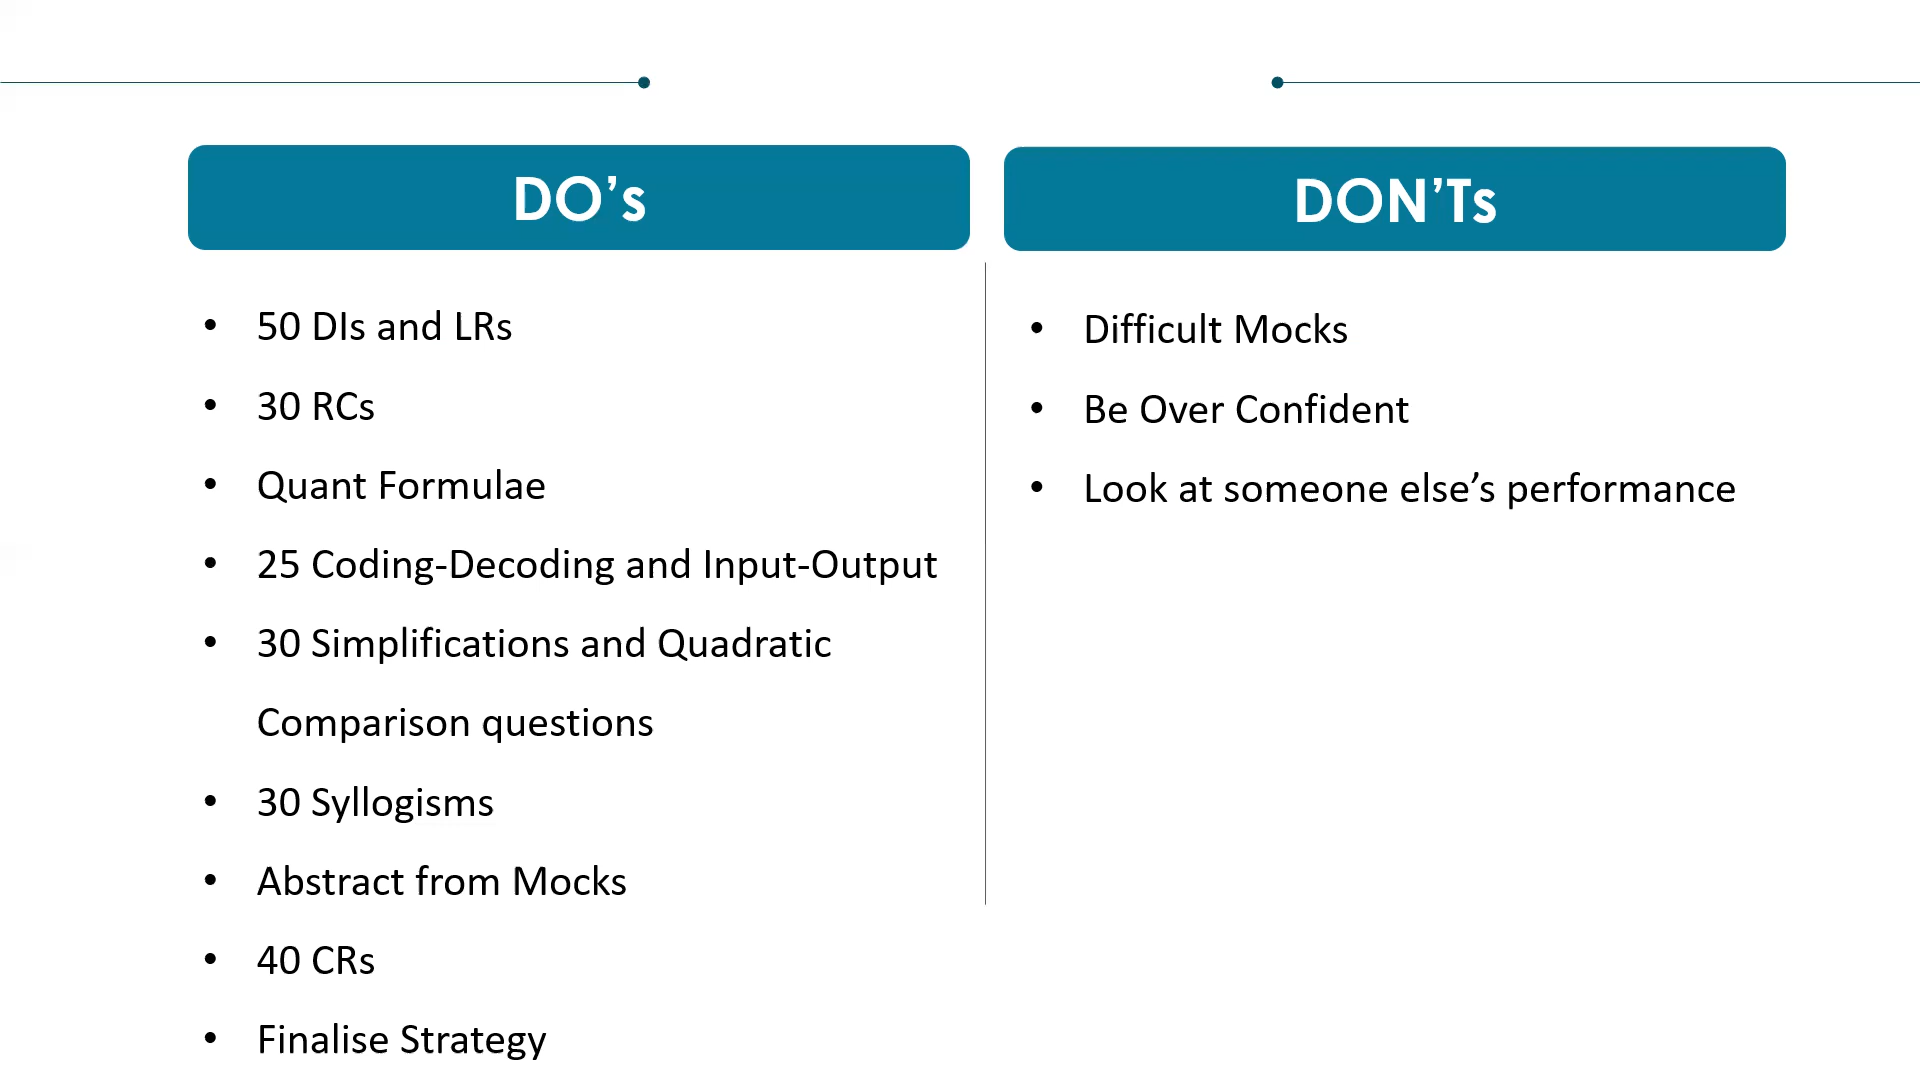 DO’s
• 50 DIs and LRs
• 30 RCs
• Quant Formulae
• 25 Coding-Decoding and Input-Output
• 30 Simplifications and Quadratic
Comparison questions
• 30 Syllogisms
• Abstract from Mocks
• 40 CRs
• Finalise Strategy
DON’Ts
• Difficult Mocks
• Be Over Confident
• Look at someone else’s performance